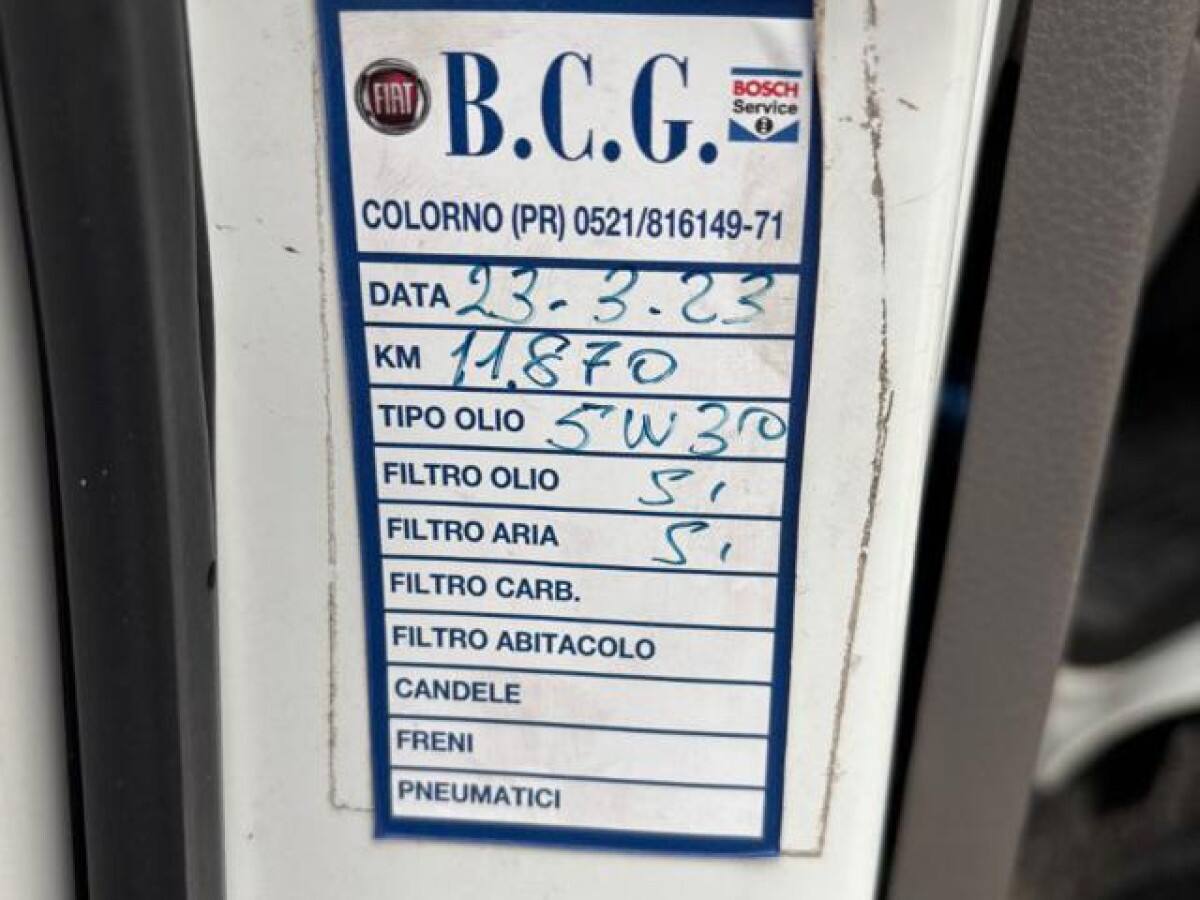 FIAT B.C.G. BOSCH Service
COLORNO (PR) 0521/816149-71
DATA 23-3.23
KM 11.870
TIPO OLIO 5W30
FILTRO OLIO Si
FILTRO ARIA Si
FILTRO CARB.
FILTRO ABITACOLO
CANDELE
FRENI
PNEUMATICI